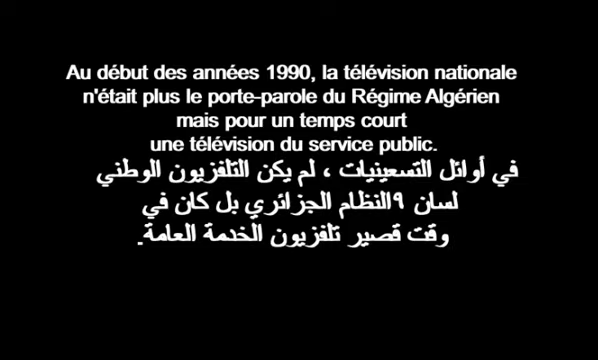 Au début des années 1990, la télévision nationale
n'était plus le porte-parole du Régime Algérien
mais pour un temps court
une télévision du service public.
في أوائل التسعينيات ، لم يكن التلفزيون الوطني
لسان ٩النظام الجزائري بل كان في
وقت قصير تلفزيون الخدمة العامة.